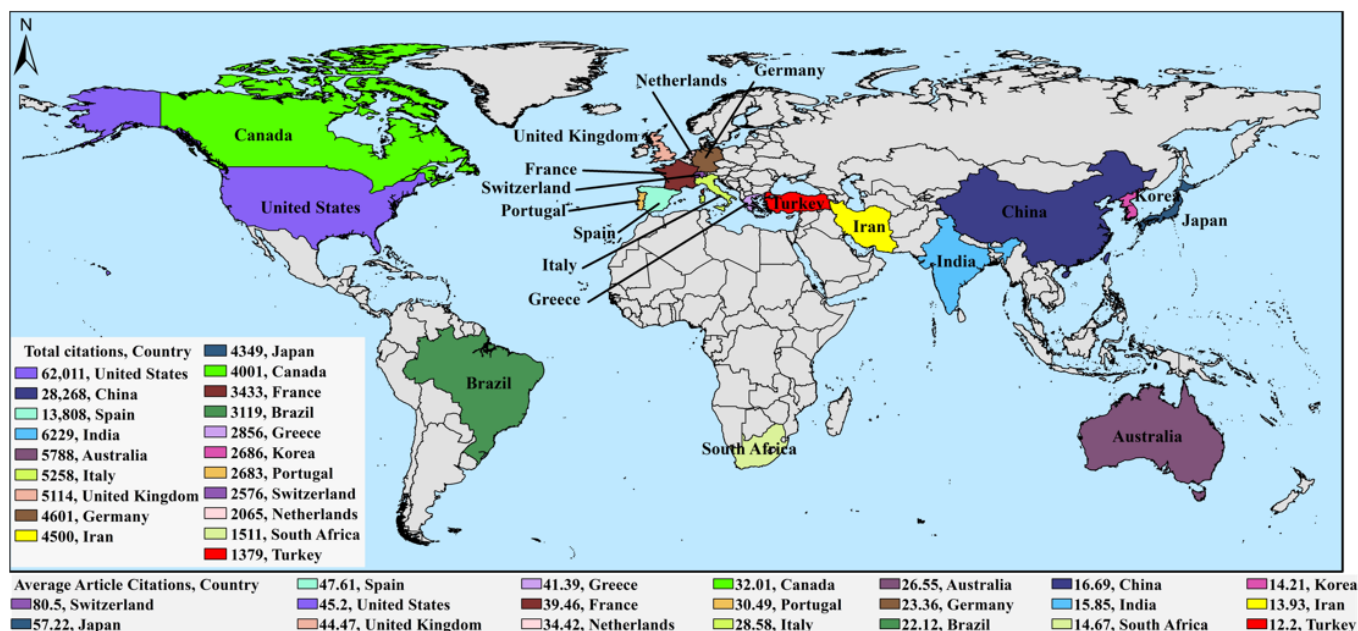 N
Netherlands
Germany
United Kingdom
Canada
France
Switzerland
United States
Portugal
Turkey
China
Korea
Japan
Iran
Spain
India
Italy
Greece
Brazil
Australia
South Africa
Total citations, Country
62,011, United States
28,268, China
13,808, Spain
6229, India
5788, Australia
5258, Italy
5114, United Kingdom
4601, Germany
4500, Iran
4349, Japan
4001, Canada
3433, France
3119, Brazil
2856, Greece
2686, Korea
2683, Portugal
2576, Switzerland
2065, Netherlands
1511, South Africa
1379, Turkey
Average Article Citations, Country
80.5, Switzerland
57.22, Japan
47.61, Spain
45.2, United States
44.47, United Kingdom
41.39, Greece
39.46, France
34.42, Netherlands
32.01, Canada
30.49, Portugal
28.58, Italy
26.55, Australia
23.36, Germany
22.12, Brazil
16.69, China
15.85, India
14.67, South Africa
14.21, Korea
13.93, Iran
12.2, Turkey